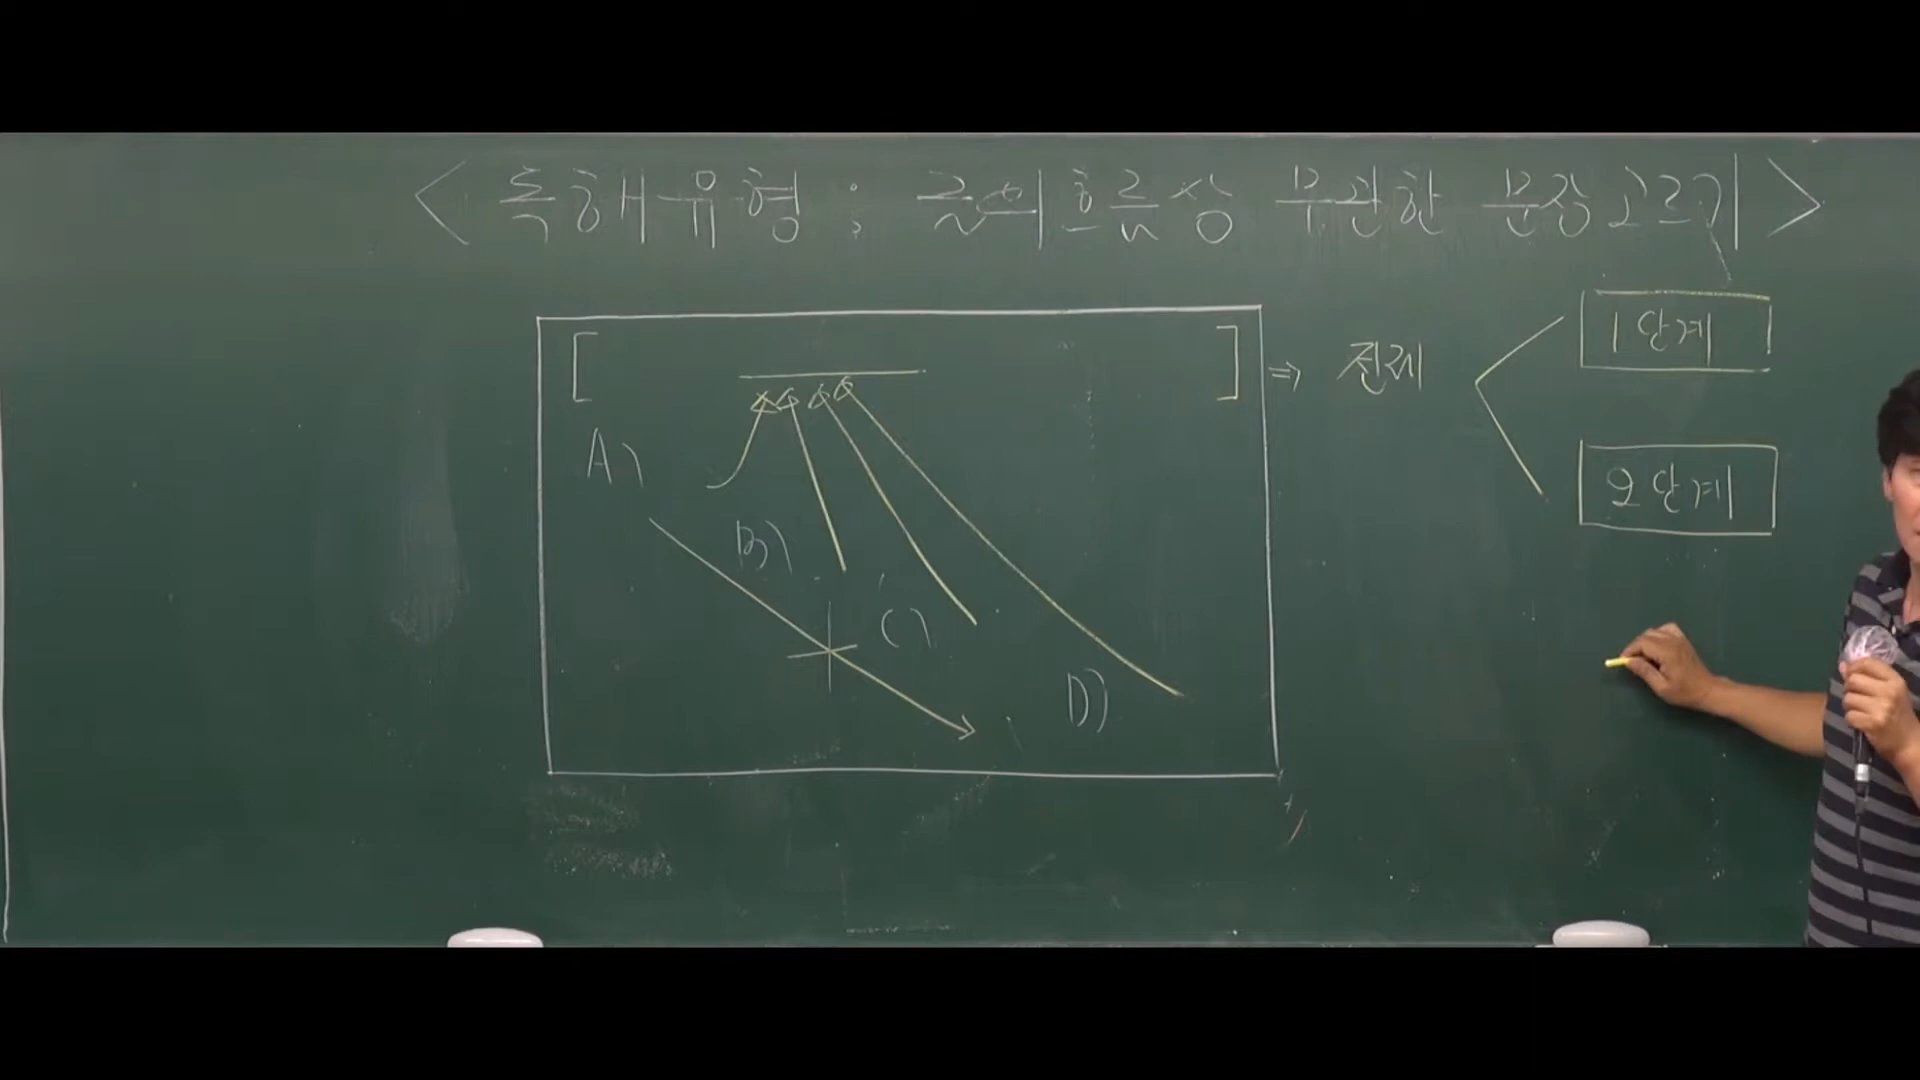 < 독해유형 : 글의흐름상 무관한 문장고르기 >
[ ] ⇒ 전제
1단계
2단계
A)
B)
C)
D)